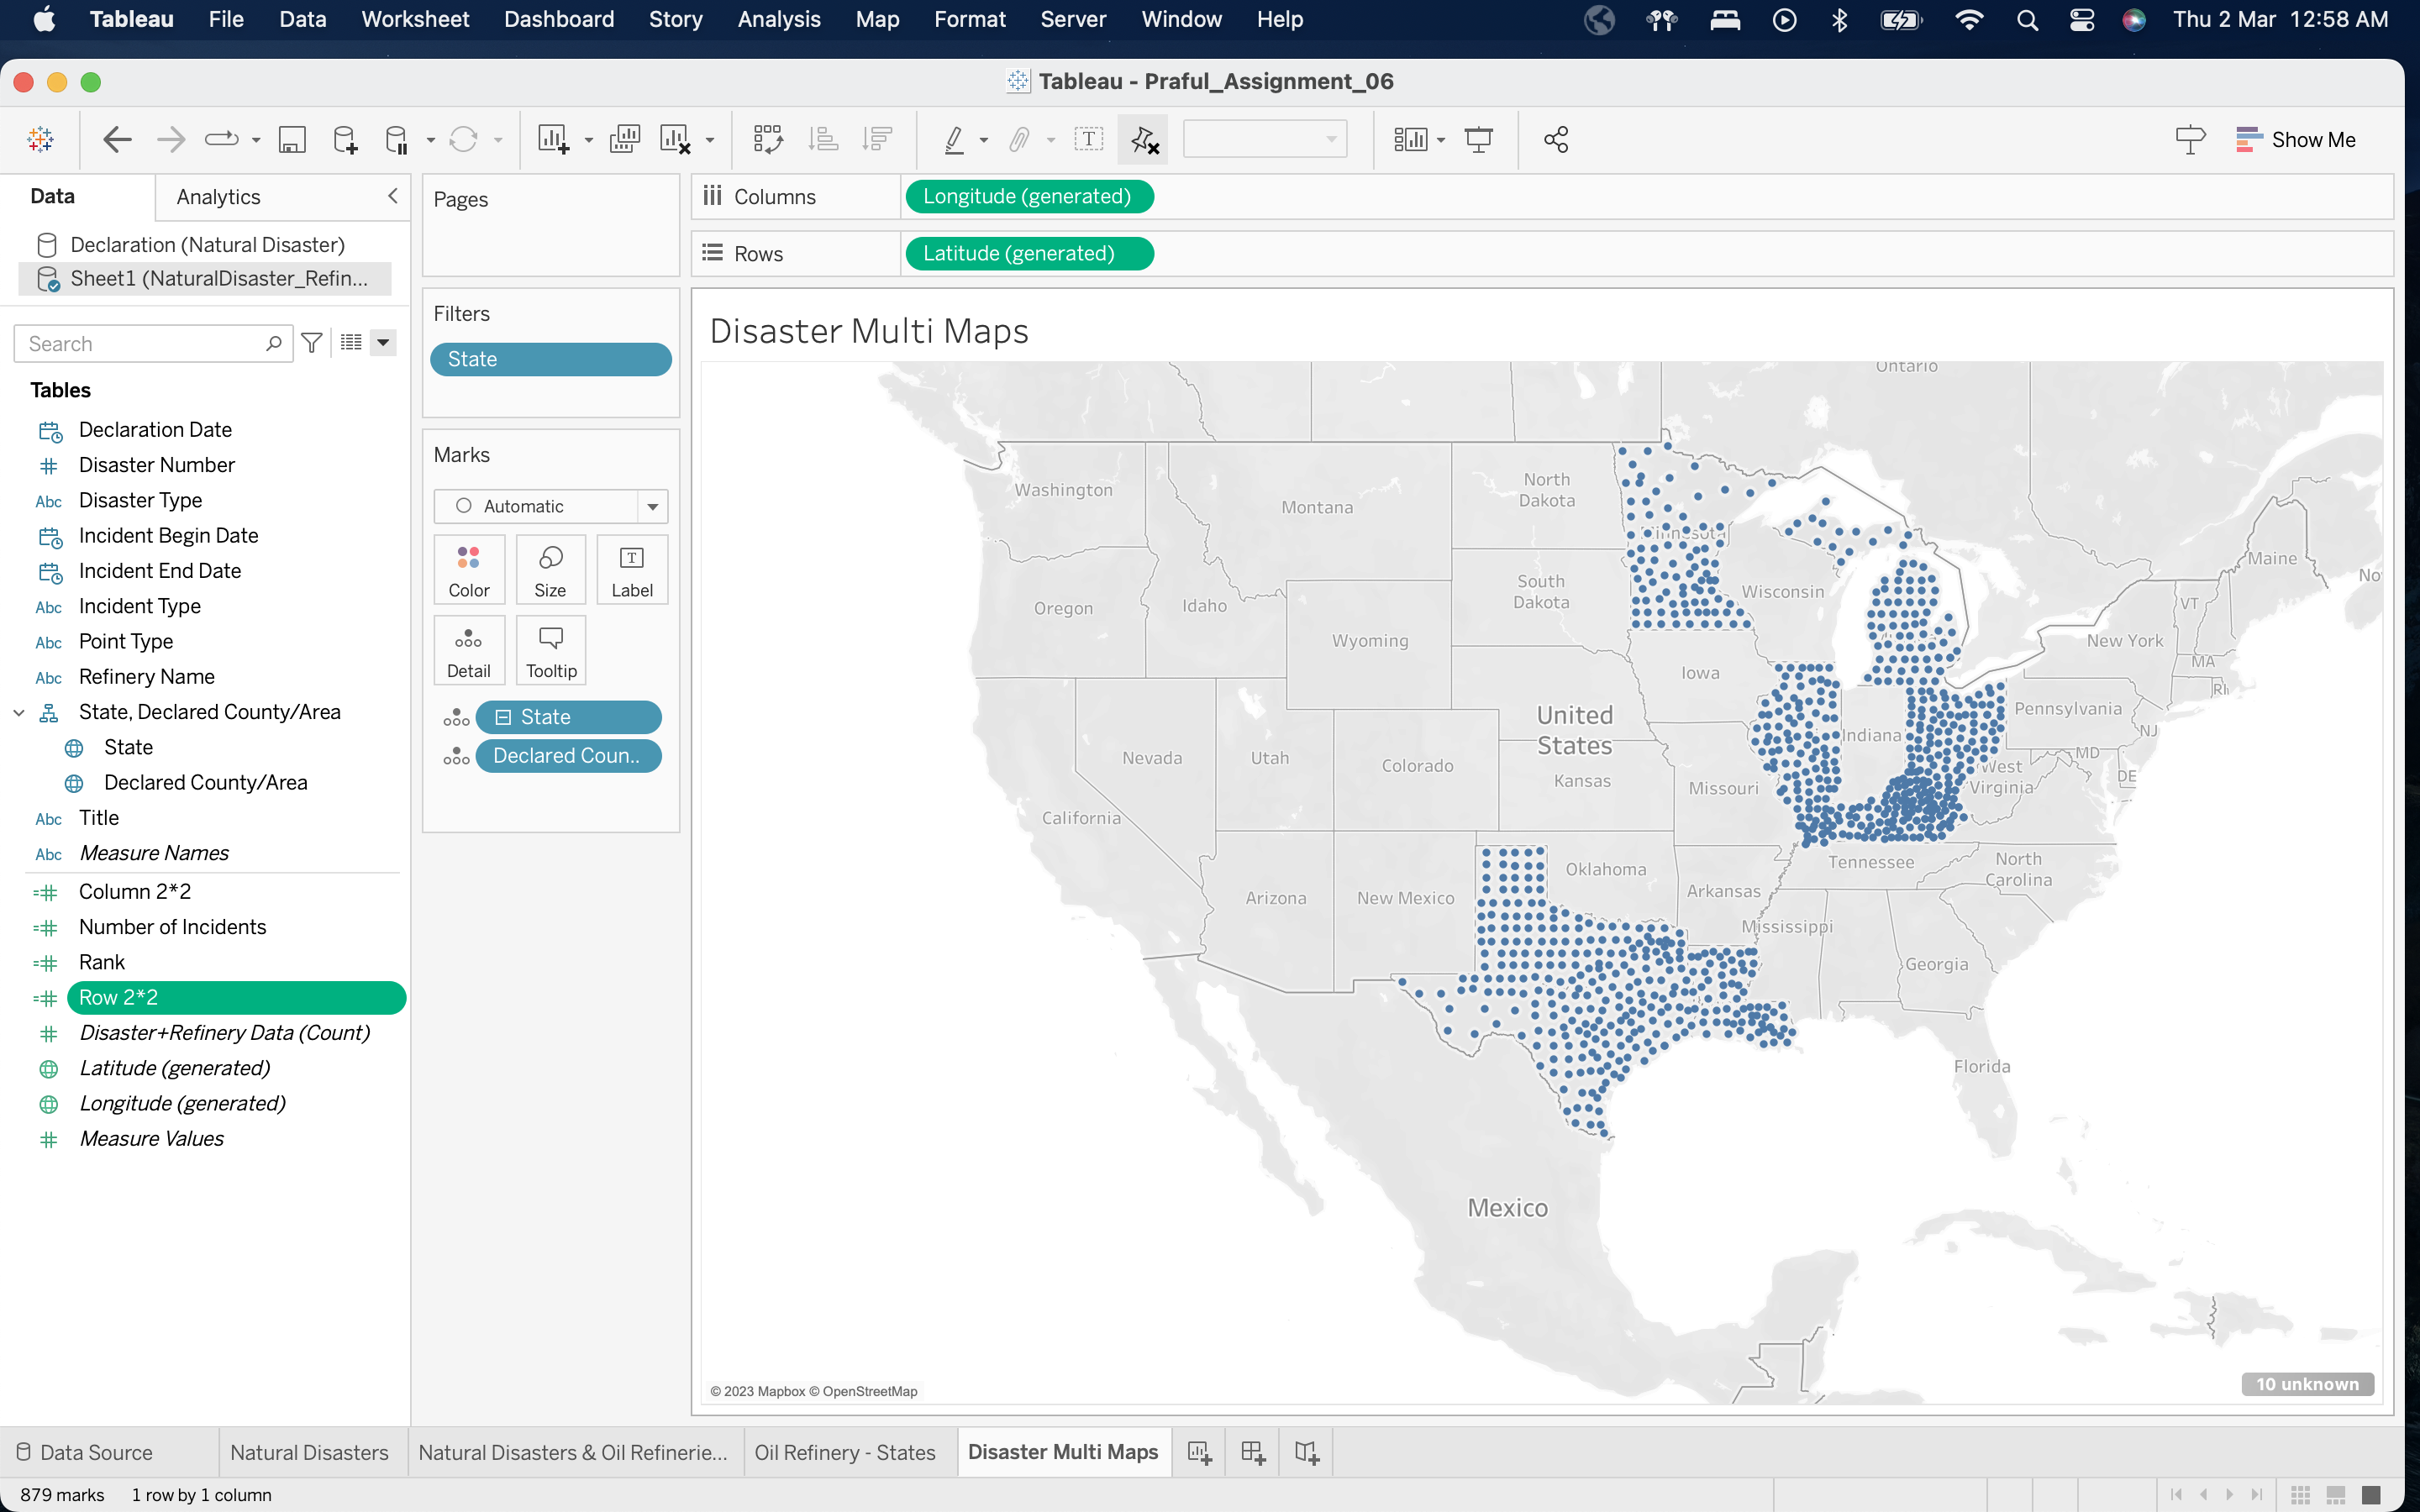 Tableau File Data Worksheet Dashboard Story Analysis Map Format Server Window Help Thu 2 Mar 12:58 AM
Tableau - Praful_Assignment_06
Show Me
Data Analytics
Declaration (Natural Disaster)
Sheet1 (NaturalDisaster_Refin...
Search
Tables
Declaration Date
# Disaster Number
Abc Disaster Type
Incident Begin Date
Incident End Date
Abc Incident Type
Abc Point Type
Abc Refinery Name
State, Declared County/Area
State
Declared County/Area
Abc Title
Abc Measure Names
=# Column 2*2
=# Number of Incidents
=# Rank
=# Row 2*2
# Disaster+Refinery Data (Count)
Latitude (generated)
Longitude (generated)
# Measure Values
Pages
Filters
State
Marks
Automatic
Color Size Label
Detail Tooltip
State
Declared Coun..
Columns Longitude (generated)
Rows Latitude (generated)
Disaster Multi Maps
Ontario
Washington
Montana
North
Dakota
Minnesota
Maine
No
Oregon
Idaho
South
Dakota
Wisconsin
VT
Wyoming
New York
MA
Iowa
RI
United
States
Pennsylvania
NJ
Nevada
Utah
Colorado
Kansas
Missouri
Indiana
West
Virginia
MD
DE
California
Oklahoma
Tennessee
North
Carolina
Arizona
New Mexico
Arkansas
Mississippi
Georgia
Florida
Mexico
© 2023 Mapbox © OpenStreetMap
10 unknown
Data Source Natural Disasters Natural Disasters & Oil Refinerie... Oil Refinery - States Disaster Multi Maps
879 marks 1 row by 1 column